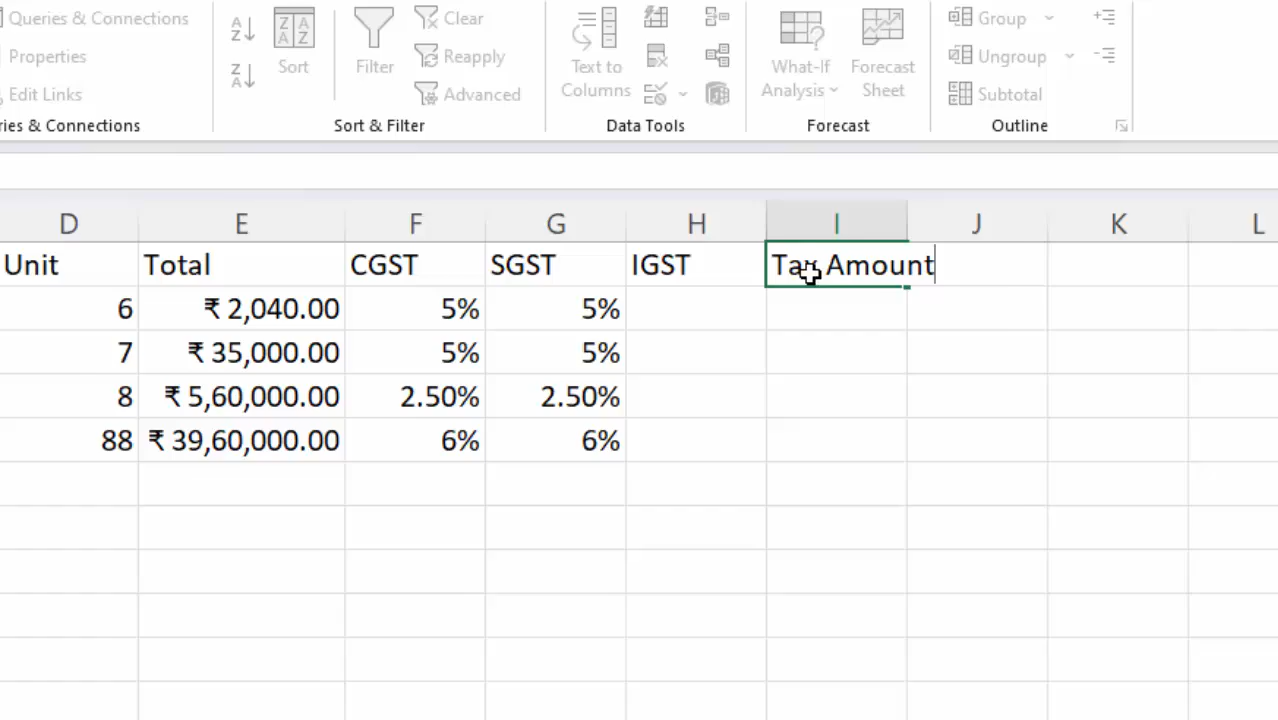 Queries & Connections
Properties
Edit Links
ries & Connections
A Z
Z A
Z A A Z
Sort
Filter
Clear
Reapply
Advanced
Sort & Filter
Text to
Columns
Data Tools
What-If
Analysis
Forecast
Sheet
Forecast
Group
Ungroup
Subtotal
Outline
D E F G H I J K L
Unit Total CGST SGST IGST Tax Amount
6 ₹ 2,040.00 5% 5%
7 ₹ 35,000.00 5% 5%
8 ₹ 5,60,000.00 2.50% 2.50%
88 ₹ 39,60,000.00 6% 6%